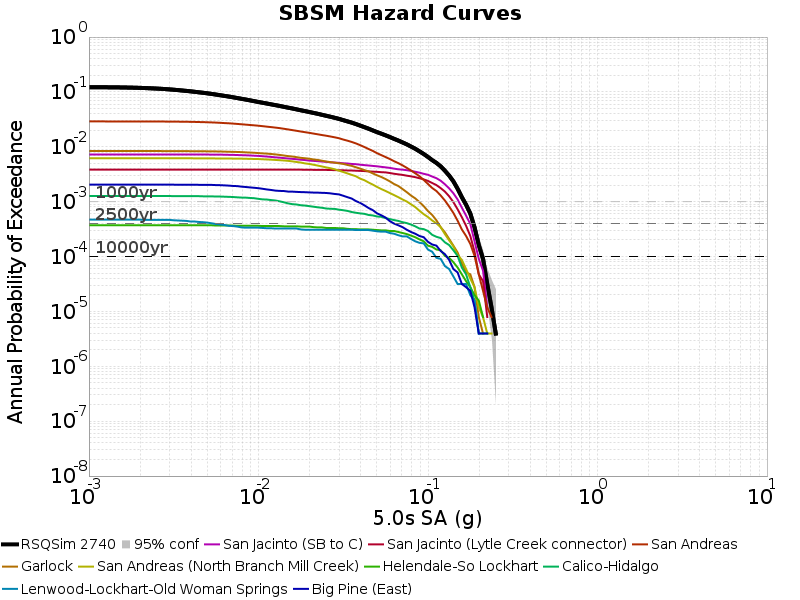 SBSM Hazard Curves
Annual Probability of Exceedance
10^0
10^-1
10^-2
10^-3
10^-4
10^-5
10^-6
10^-7
10^-8
1000yr
2500yr
10000yr
10^-3 10^-2 10^-1 10^0 10^1
5.0s SA (g)
RSQSim 2740 95% conf San Jacinto (SB to C) San Jacinto (Lytle Creek connector) San Andreas
Garlock San Andreas (North Branch Mill Creek) Helendale-So Lockhart Calico-Hidalgo
Lenwood-Lockhart-Old Woman Springs Big Pine (East)